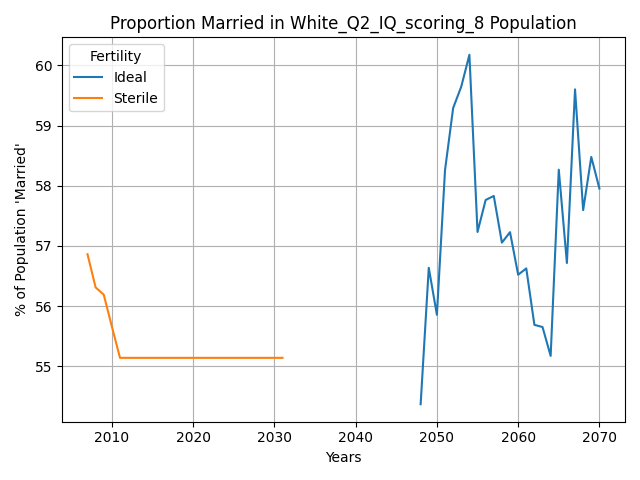 Proportion Married in White_Q2_IQ_scoring_8 Population
Fertility
Ideal
Sterile
% of Population 'Married'
60
59
58
57
56
55
2010
2020
2030
2040
2050
2060
2070
Years